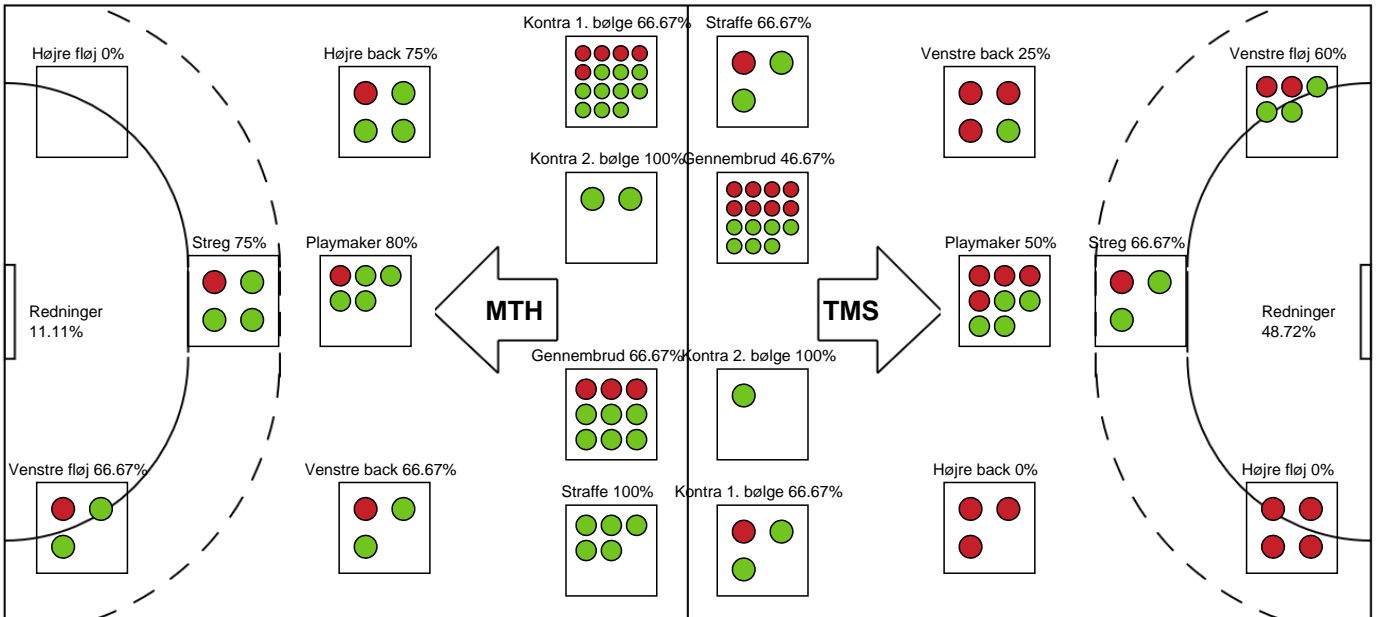 Kontra 1. bølge 66.67%
Straffe 66.67%
Højre fløj 0%
Højre back 75%
Venstre back 25%
Venstre fløj 60%
Kontra 2. bølge 100%
Gennembrud 46.67%
Streg 75%
Playmaker 80%
Playmaker 50%
Streg 66.67%
MTH
TMS
Redninger
11.11%
Redninger
48.72%
Gennembrud 66.67%
Kontra 2. bølge 100%
Venstre fløj 66.67%
Venstre back 66.67%
Straffe 100%
Kontra 1. bølge 66.67%
Højre back 0%
Højre fløj 0%